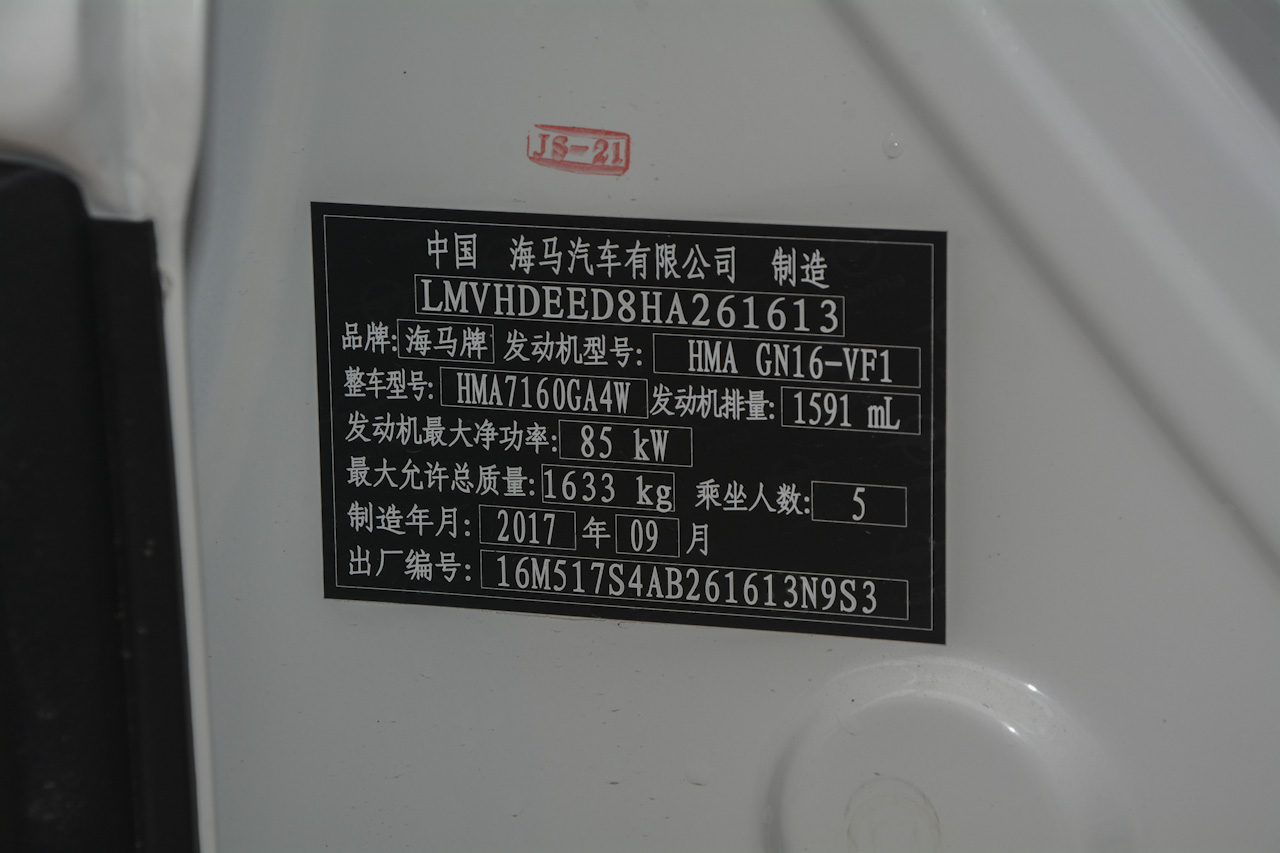 JS-21
中国 海马汽车有限公司 制造
LMVHDEED8HA261613
品牌: 海马牌 发动机型号: HMA GN16-VF1
整车型号: HMA7160GA4W 发动机排量: 1591 mL
发动机最大净功率: 85 kW
最大允许总质量: 1633 kg 乘坐人数: 5
制造年月: 2017 年 09 月
出厂编号: 16M517S4AB261613N9S3